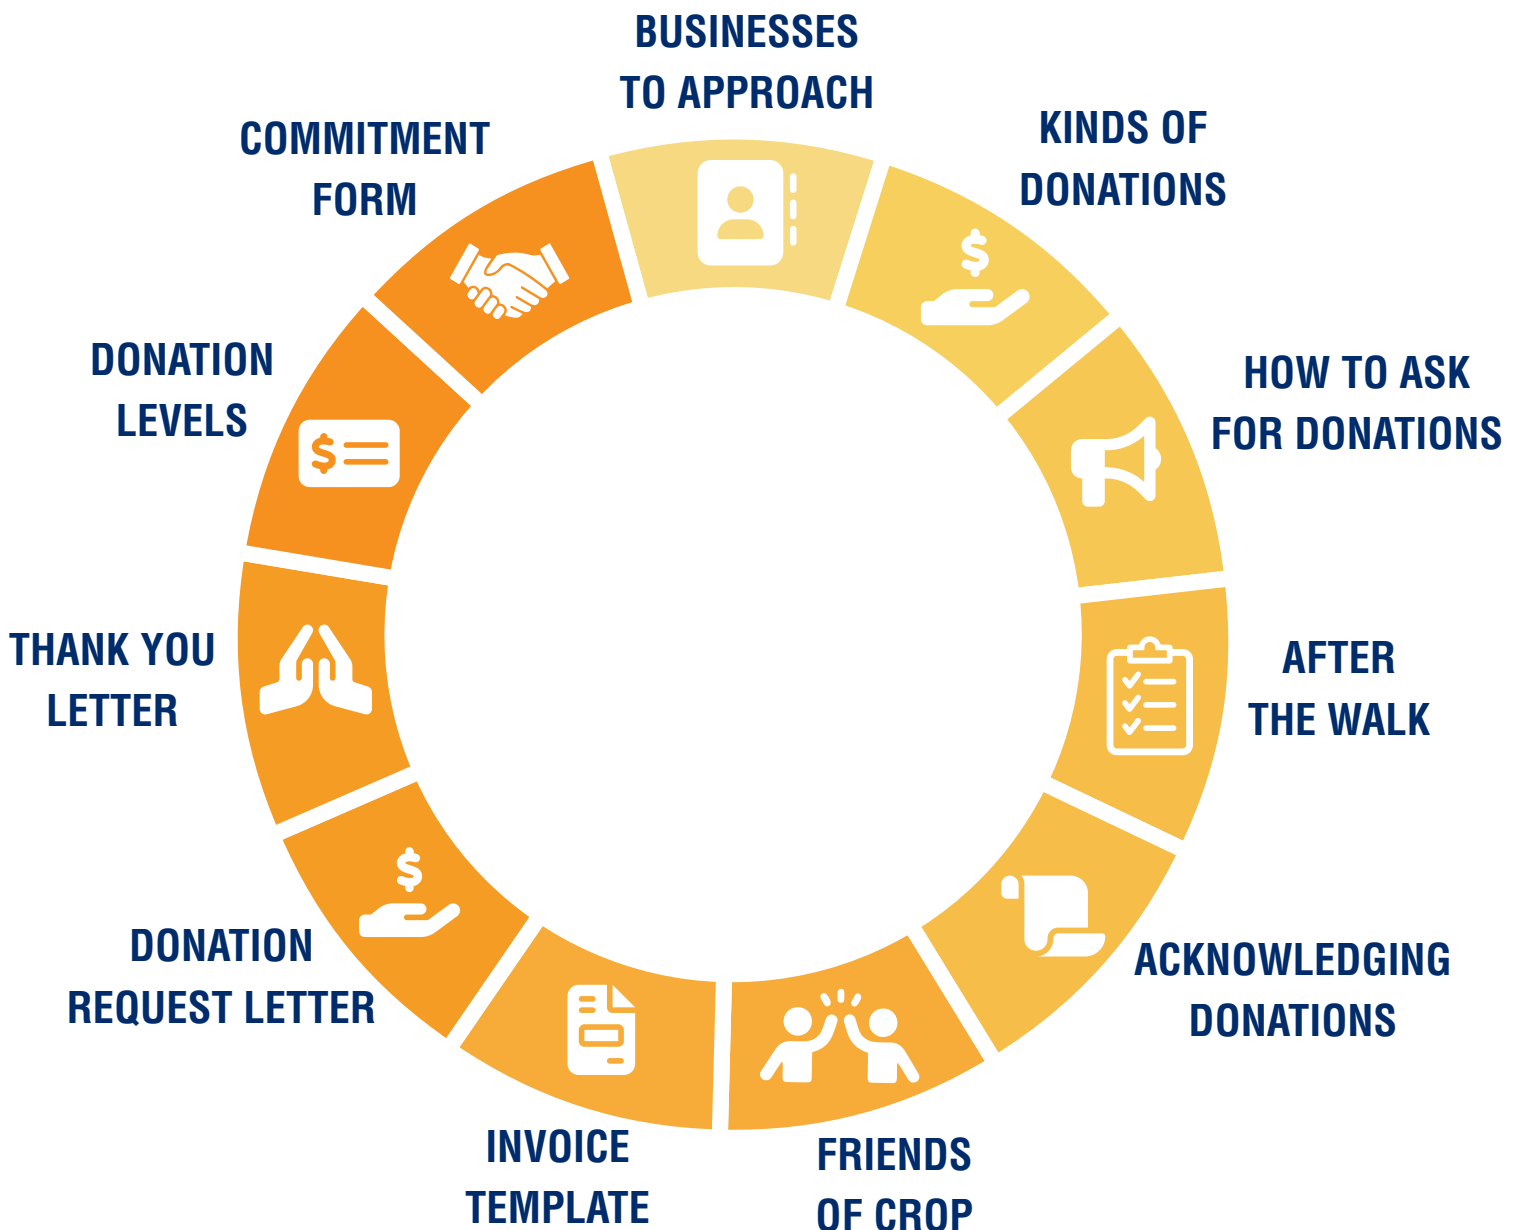 BUSINESSES
TO APPROACH
KINDS OF
DONATIONS
HOW TO ASK
FOR DONATIONS
AFTER
THE WALK
ACKNOWLEDGING
DONATIONS
FRIENDS
OF CROP
INVOICE
TEMPLATE
DONATION
REQUEST LETTER
THANK YOU
LETTER
DONATION
LEVELS
COMMITMENT
FORM
$
$
$